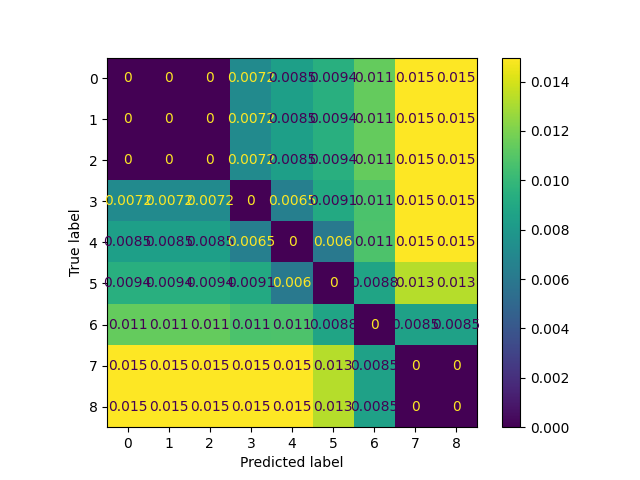 0 0 0 0 0.0072 0.0085 0.0094 0.011 0.015 0.015 0.014
1 0 0 0 0.0072 0.0085 0.0094 0.011 0.015 0.015 0.012
2 0 0 0 0.0072 0.0085 0.0094 0.011 0.015 0.015 0.010
3 0.0072 0.0072 0.0072 0 0.0065 0.0091 0.011 0.015 0.015 0.008
True label
4 0.0085 0.0085 0.0085 0.0065 0 0.006 0.011 0.015 0.015 0.006
5 0.0094 0.0094 0.0094 0.0091 0.006 0 0.0088 0.013 0.013 0.004
6 0.011 0.011 0.011 0.011 0.011 0.0088 0 0.0085 0.0085
7 0.015 0.015 0.015 0.015 0.015 0.013 0.0085 0 0 0.002
8 0.015 0.015 0.015 0.015 0.015 0.013 0.0085 0 0 0.000
0 1 2 3 4 5 6 7 8
Predicted label